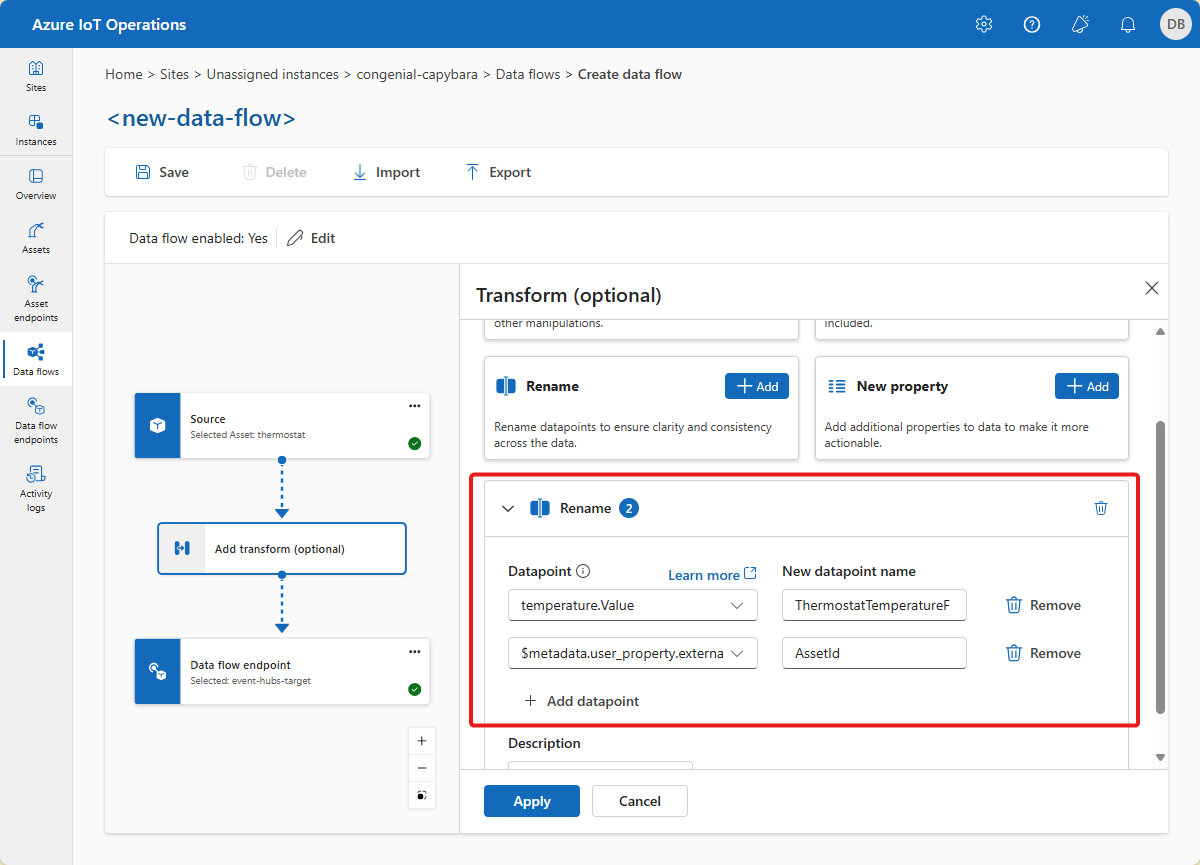 Azure IoT Operations
DB
Sites
Instances
Overview
Assets
Asset
endpoints
Data flows
Data flow
endpoints
Activity
logs
Home > Sites > Unassigned instances > congenial-capybara > Data flows > Create data flow
<new-data-flow>
Save
Delete
Import
Export
Data flow enabled: Yes
Edit
Source
Selected Asset: thermostat
Add transform (optional)
Data flow endpoint
Selected: event-hubs-target
Transform (optional)
other manipulations.
included.
Rename
Add
Rename datapoints to ensure clarity and consistency
across the data.
New property
Add
Add additional properties to data to make it more
actionable.
Rename 2
Datapoint
Learn more
New datapoint name
temperature.Value
ThermostatTemperatureF
Remove
$metadata.user_property.externa
AssetId
Remove
Add datapoint
Description
Apply
Cancel